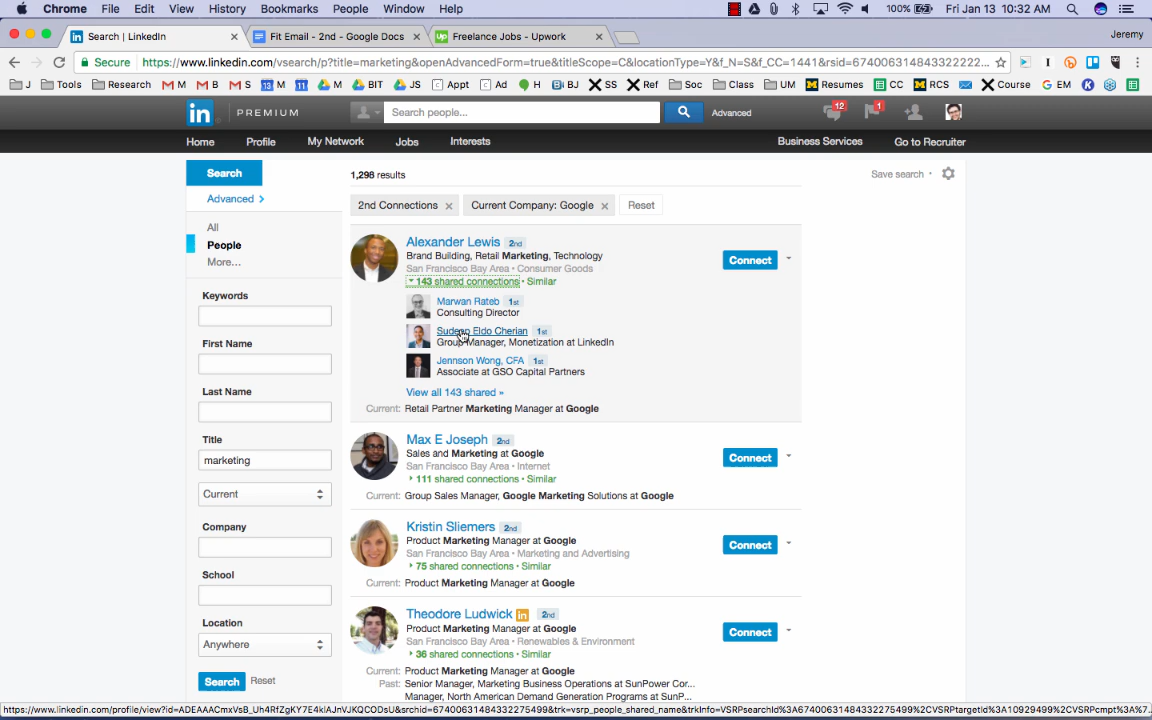 Chrome File Edit View History Bookmarks People Window Help 100% Fri Jan 13 10:32 AM
Search | LinkedIn Fit Email - 2nd - Google Docs Freelance Jobs - Upwork Jeremy
Secure https://www.linkedin.com/vsearch/p?title=marketing&openAdvancedForm=true&titleScope=C&locationType=Y&f_N=S&f_CC=1441&rsid=674006314843322222...
J Tools Research M M M B M S M BIT JS Appt Ad H BJ SS Ref Soc Class UM Resumes CC RCS Course EM
in PREMIUM Search people... Advanced 12 1
Home Profile My Network Jobs Interests Business Services Go to Recruiter
Search 1,298 results Save search
Advanced
2nd Connections Current Company: Google Reset
All
People
More...
Keywords
First Name
Last Name
Title
marketing
Current
Company
School
Location
Anywhere
Search Reset
Alexander Lewis 2nd
Brand Building, Retail Marketing, Technology
San Francisco Bay Area • Consumer Goods
143 shared connections • Similar
Connect
Marwan Rateb 1st
Consulting Director
Sudeep Eldo Cherian 1st
Group Manager, Monetization at LinkedIn
Jennson Wong, CFA 1st
Associate at GSO Capital Partners
View all 143 shared »
Current: Retail Partner Marketing Manager at Google
Max E Joseph 2nd
Sales and Marketing at Google
San Francisco Bay Area • Internet
111 shared connections • Similar
Connect
Current: Group Sales Manager, Google Marketing Solutions at Google
Kristin Sliemers 2nd
Product Marketing Manager at Google
San Francisco Bay Area • Marketing and Advertising
75 shared connections • Similar
Connect
Current: Product Marketing Manager at Google
Theodore Ludwick in 2nd
Product Marketing Manager at Google
San Francisco Bay Area • Renewables & Environment
36 shared connections • Similar
Connect
Current: Product Marketing Manager at Google
Past: Senior Manager, Marketing Business Operations at SunPower Cor...
Manager, North American Demand Generation Programs at SunP...